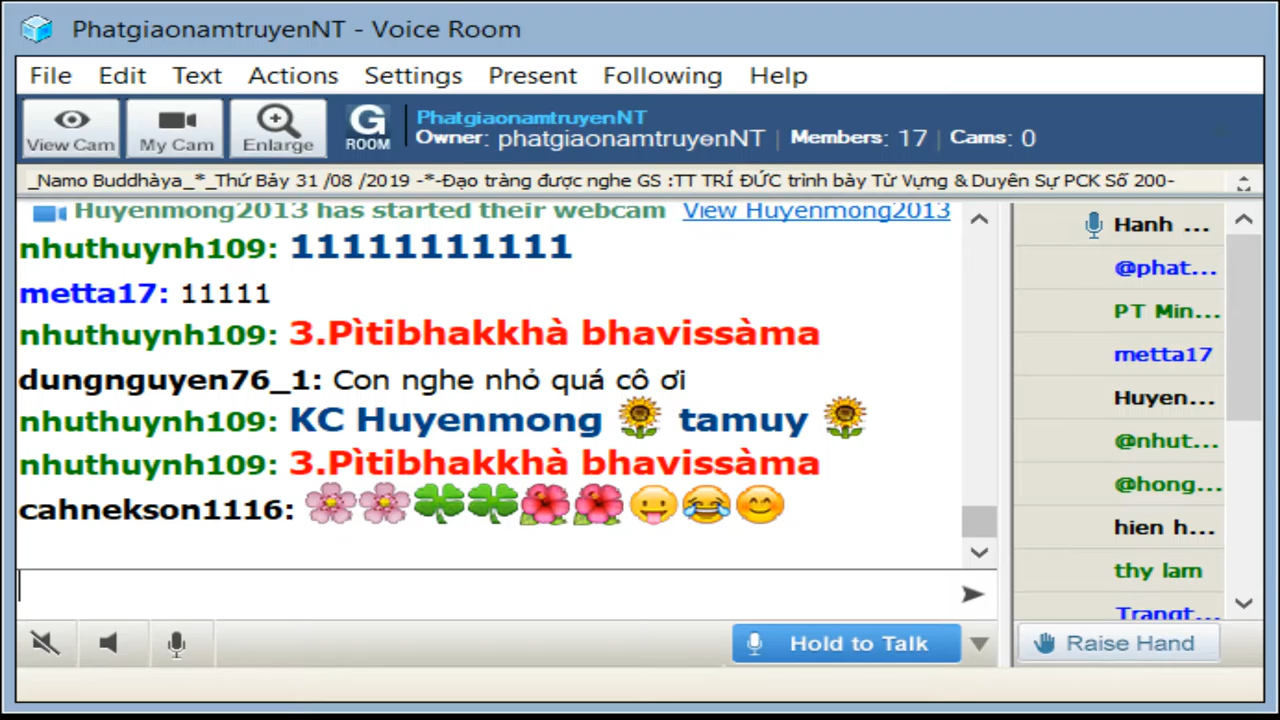 PhatgiaonamtruyenNT - Voice Room
File Edit Text Actions Settings Present Following Help
View Cam My Cam Enlarge G ROOM
PhatgiaonamtruyenNT
Owner: phatgiaonamtruyenNT | Members: 17 | Cams: 0
_Namo Buddhàya_*_Thứ Bảy 31 /08 /2019 -*-Đạo tràng được nghe GS :TT TRÍ ĐỨC trình bày Từ Vựng & Duyên Sự PCK Số 200-
Huyenmong2013 has started their webcam View Huyenmong2013
nhuthuynh109: 11111111111
metta17: 11111
nhuthuynh109: 3.Pìtibhakkhà bhavissàma
dungnguyen76_1: Con nghe nhỏ quá cô ơi
nhuthuynh109: KC Huyenmong 🌻 tamuy 🌻
nhuthuynh109: 3.Pìtibhakkhà bhavissàma
cahnekson1116: 🌸🌸🍀🍀🌺🌺😛😂😊
Hanh ...
@phat...
PT Min...
metta17
Huyen...
@nhut...
@hong...
hien h...
thy lam
Trangt...
Hold to Talk
Raise Hand